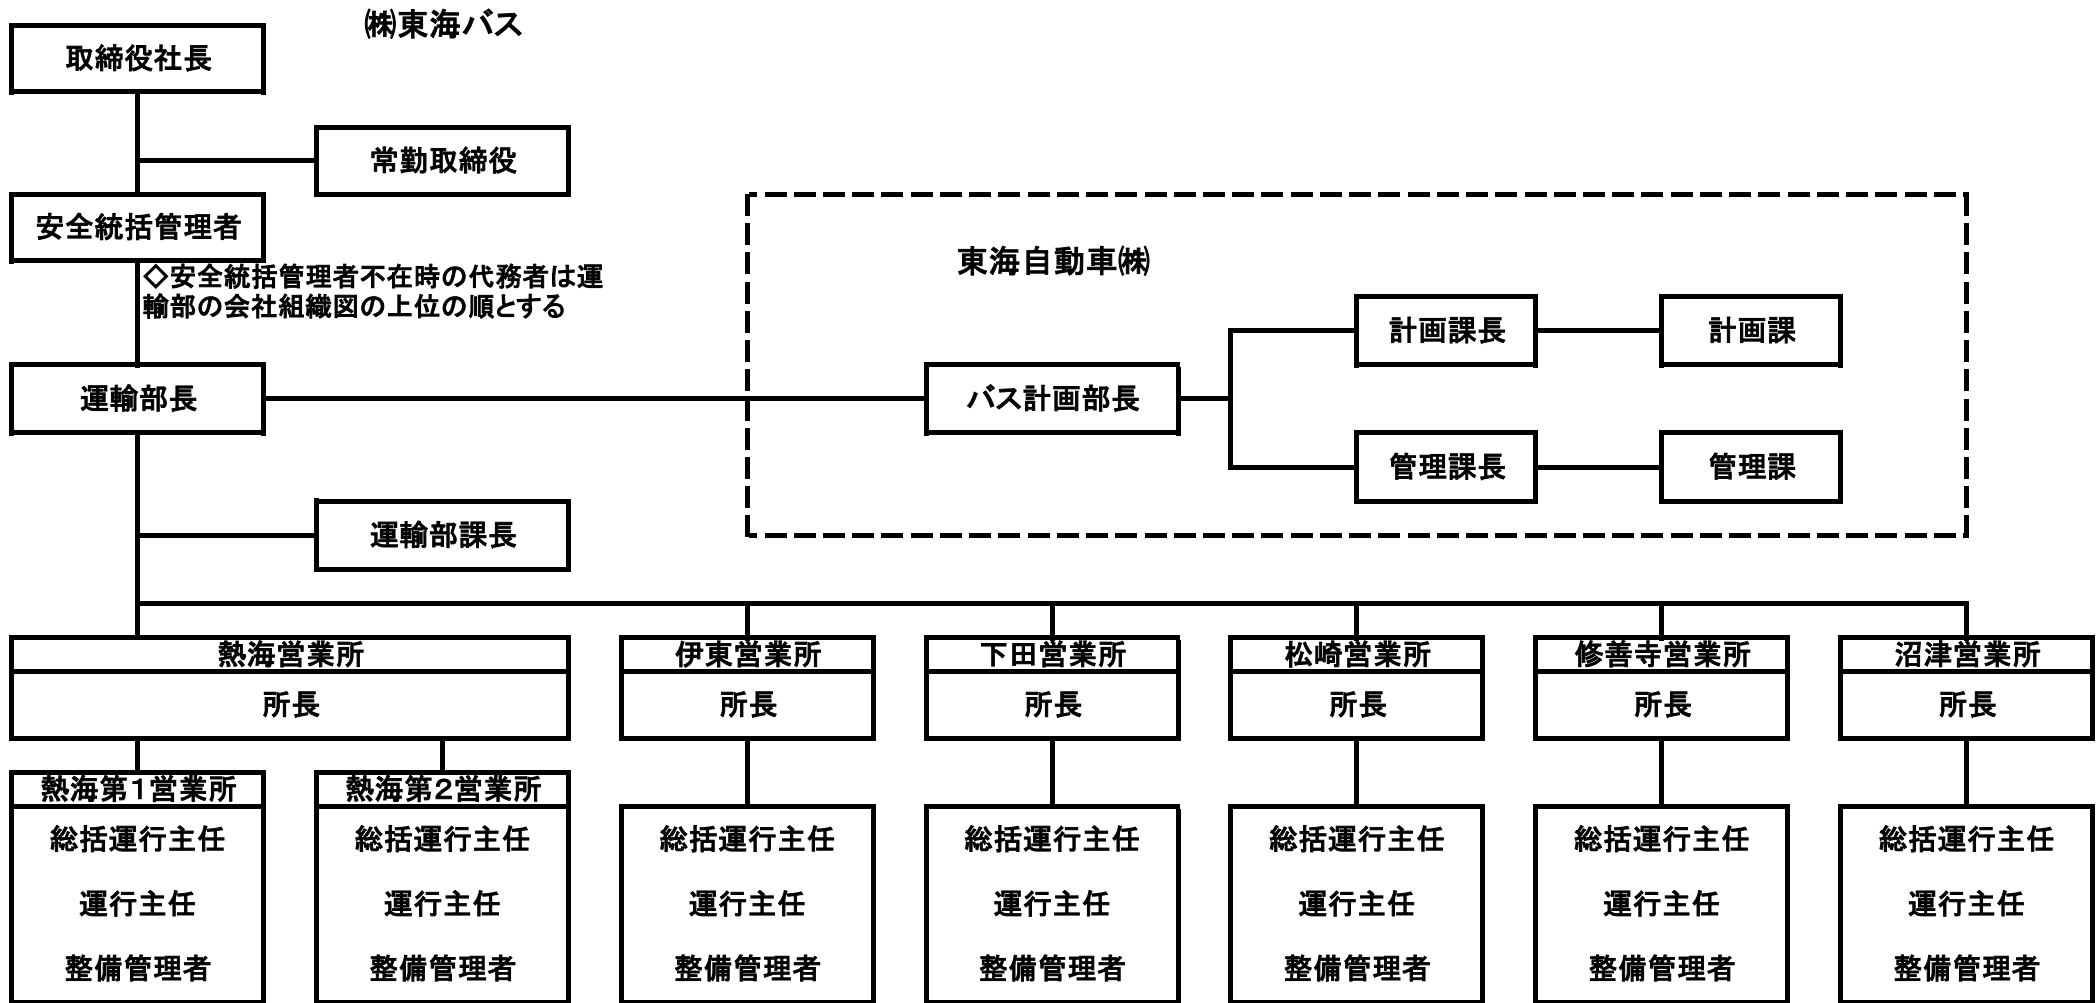 ㈱東海バス
取締役社長
常勤取締役
安全統括管理者
◇安全統括管理者不在時の代務者は運
輸部の会社組織図の上位の順とする
東海自動車㈱
計画課長
計画課
運輸部長
バス計画部長
管理課長
管理課
運輸部課長
熱海営業所
所長
伊東営業所
所長
下田営業所
所長
松崎営業所
所長
修善寺営業所
所長
沼津営業所
所長
熱海第1営業所
総括運行主任
運行主任
整備管理者
熱海第2営業所
総括運行主任
運行主任
整備管理者
総括運行主任
運行主任
整備管理者
総括運行主任
運行主任
整備管理者
総括運行主任
運行主任
整備管理者
総括運行主任
運行主任
整備管理者
総括運行主任
運行主任
整備管理者